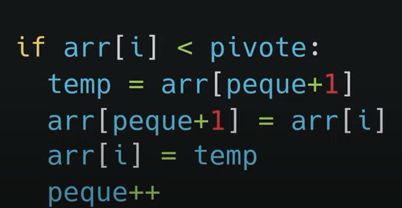 if arr[i] < pivote:
temp = arr[peque+1]
arr[peque+1] = arr[i]
arr[i] = temp
peque++